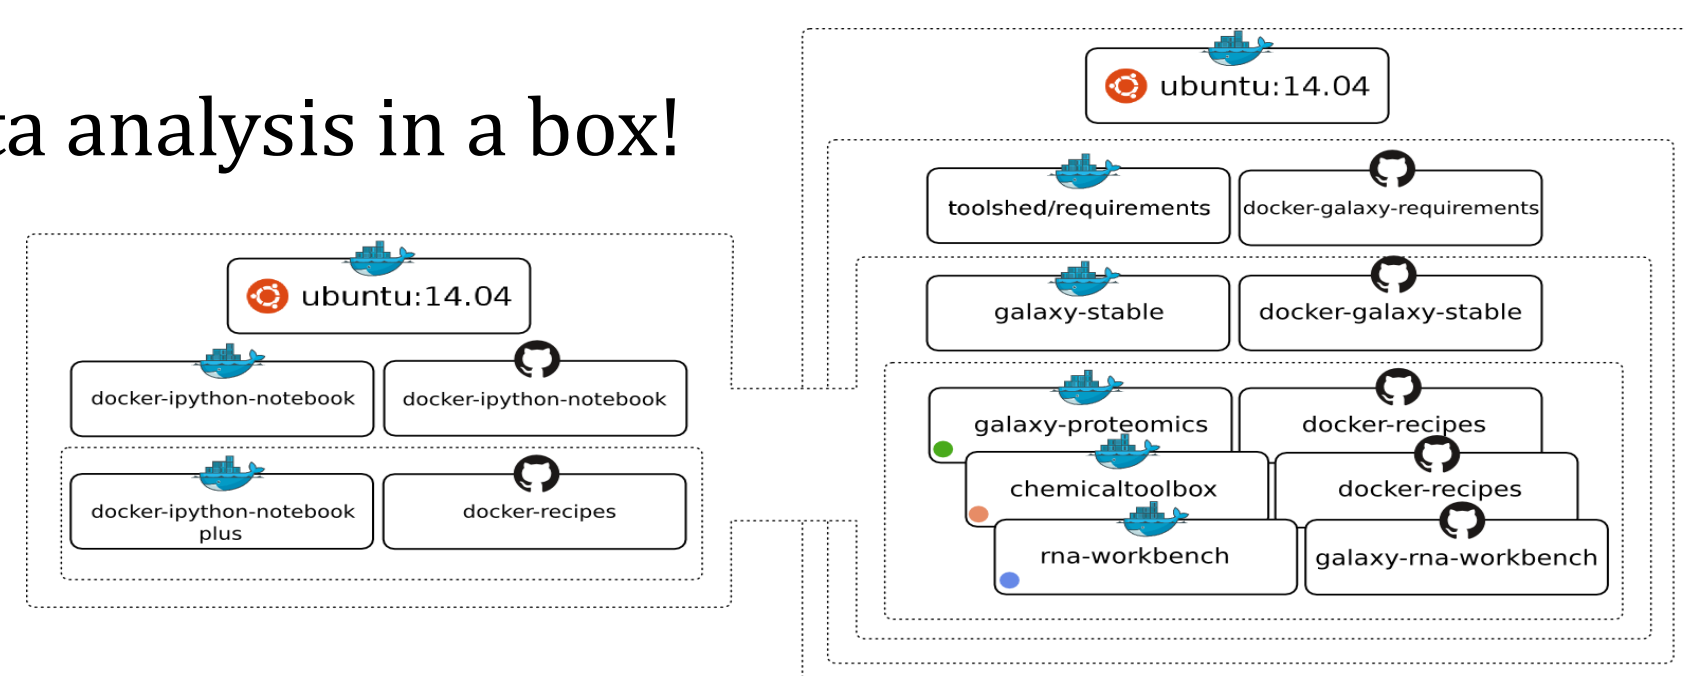 analysis in a box!
ubuntu:14.04
docker-ipython-notebook
docker-ipython-notebook
docker-ipython-notebook
plus
docker-recipes
ubuntu:14.04
toolshed/requirements
docker-galaxy-requirements
galaxy-stable
docker-galaxy-stable
galaxy-proteomics
docker-recipes
chemicaltoolbox
docker-recipes
rna-workbench
galaxy-rna-workbench